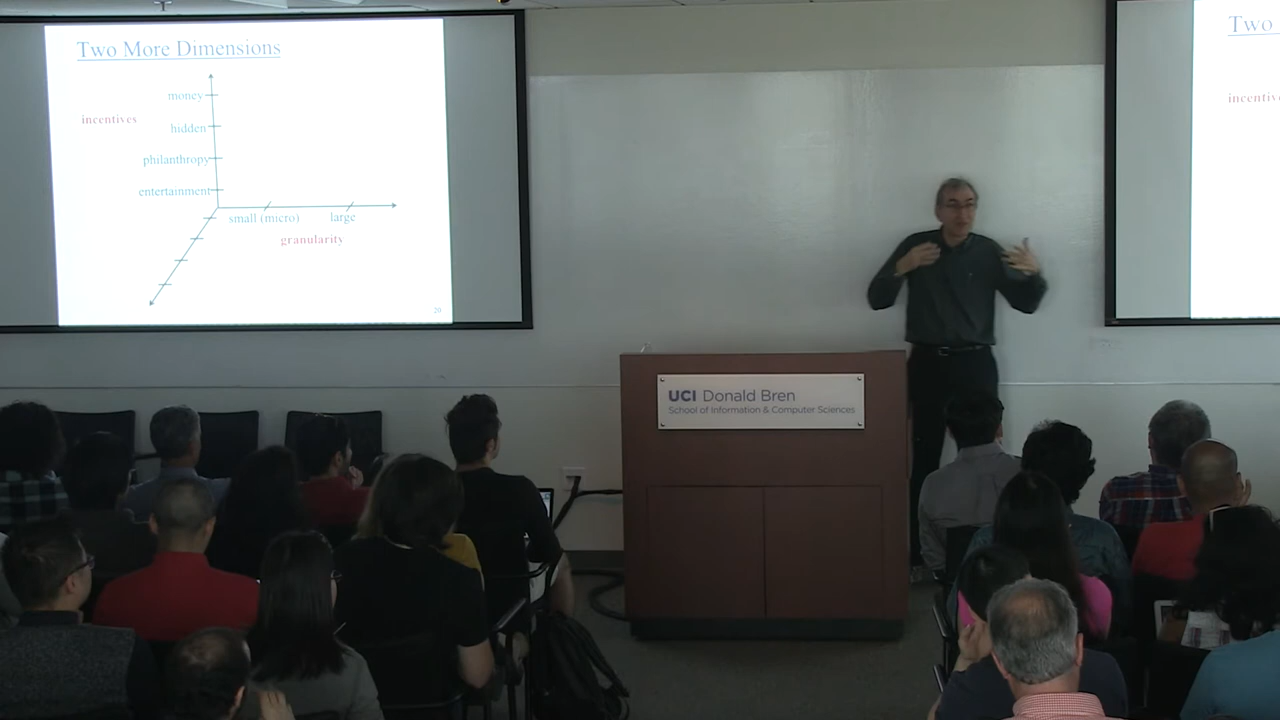 Two More Dimensions
money
incentives
hidden
philanthropy
entertainment
small (micro)
large
granularity
20
UCI Donald Bren
School of Information & Computer Sciences
Two